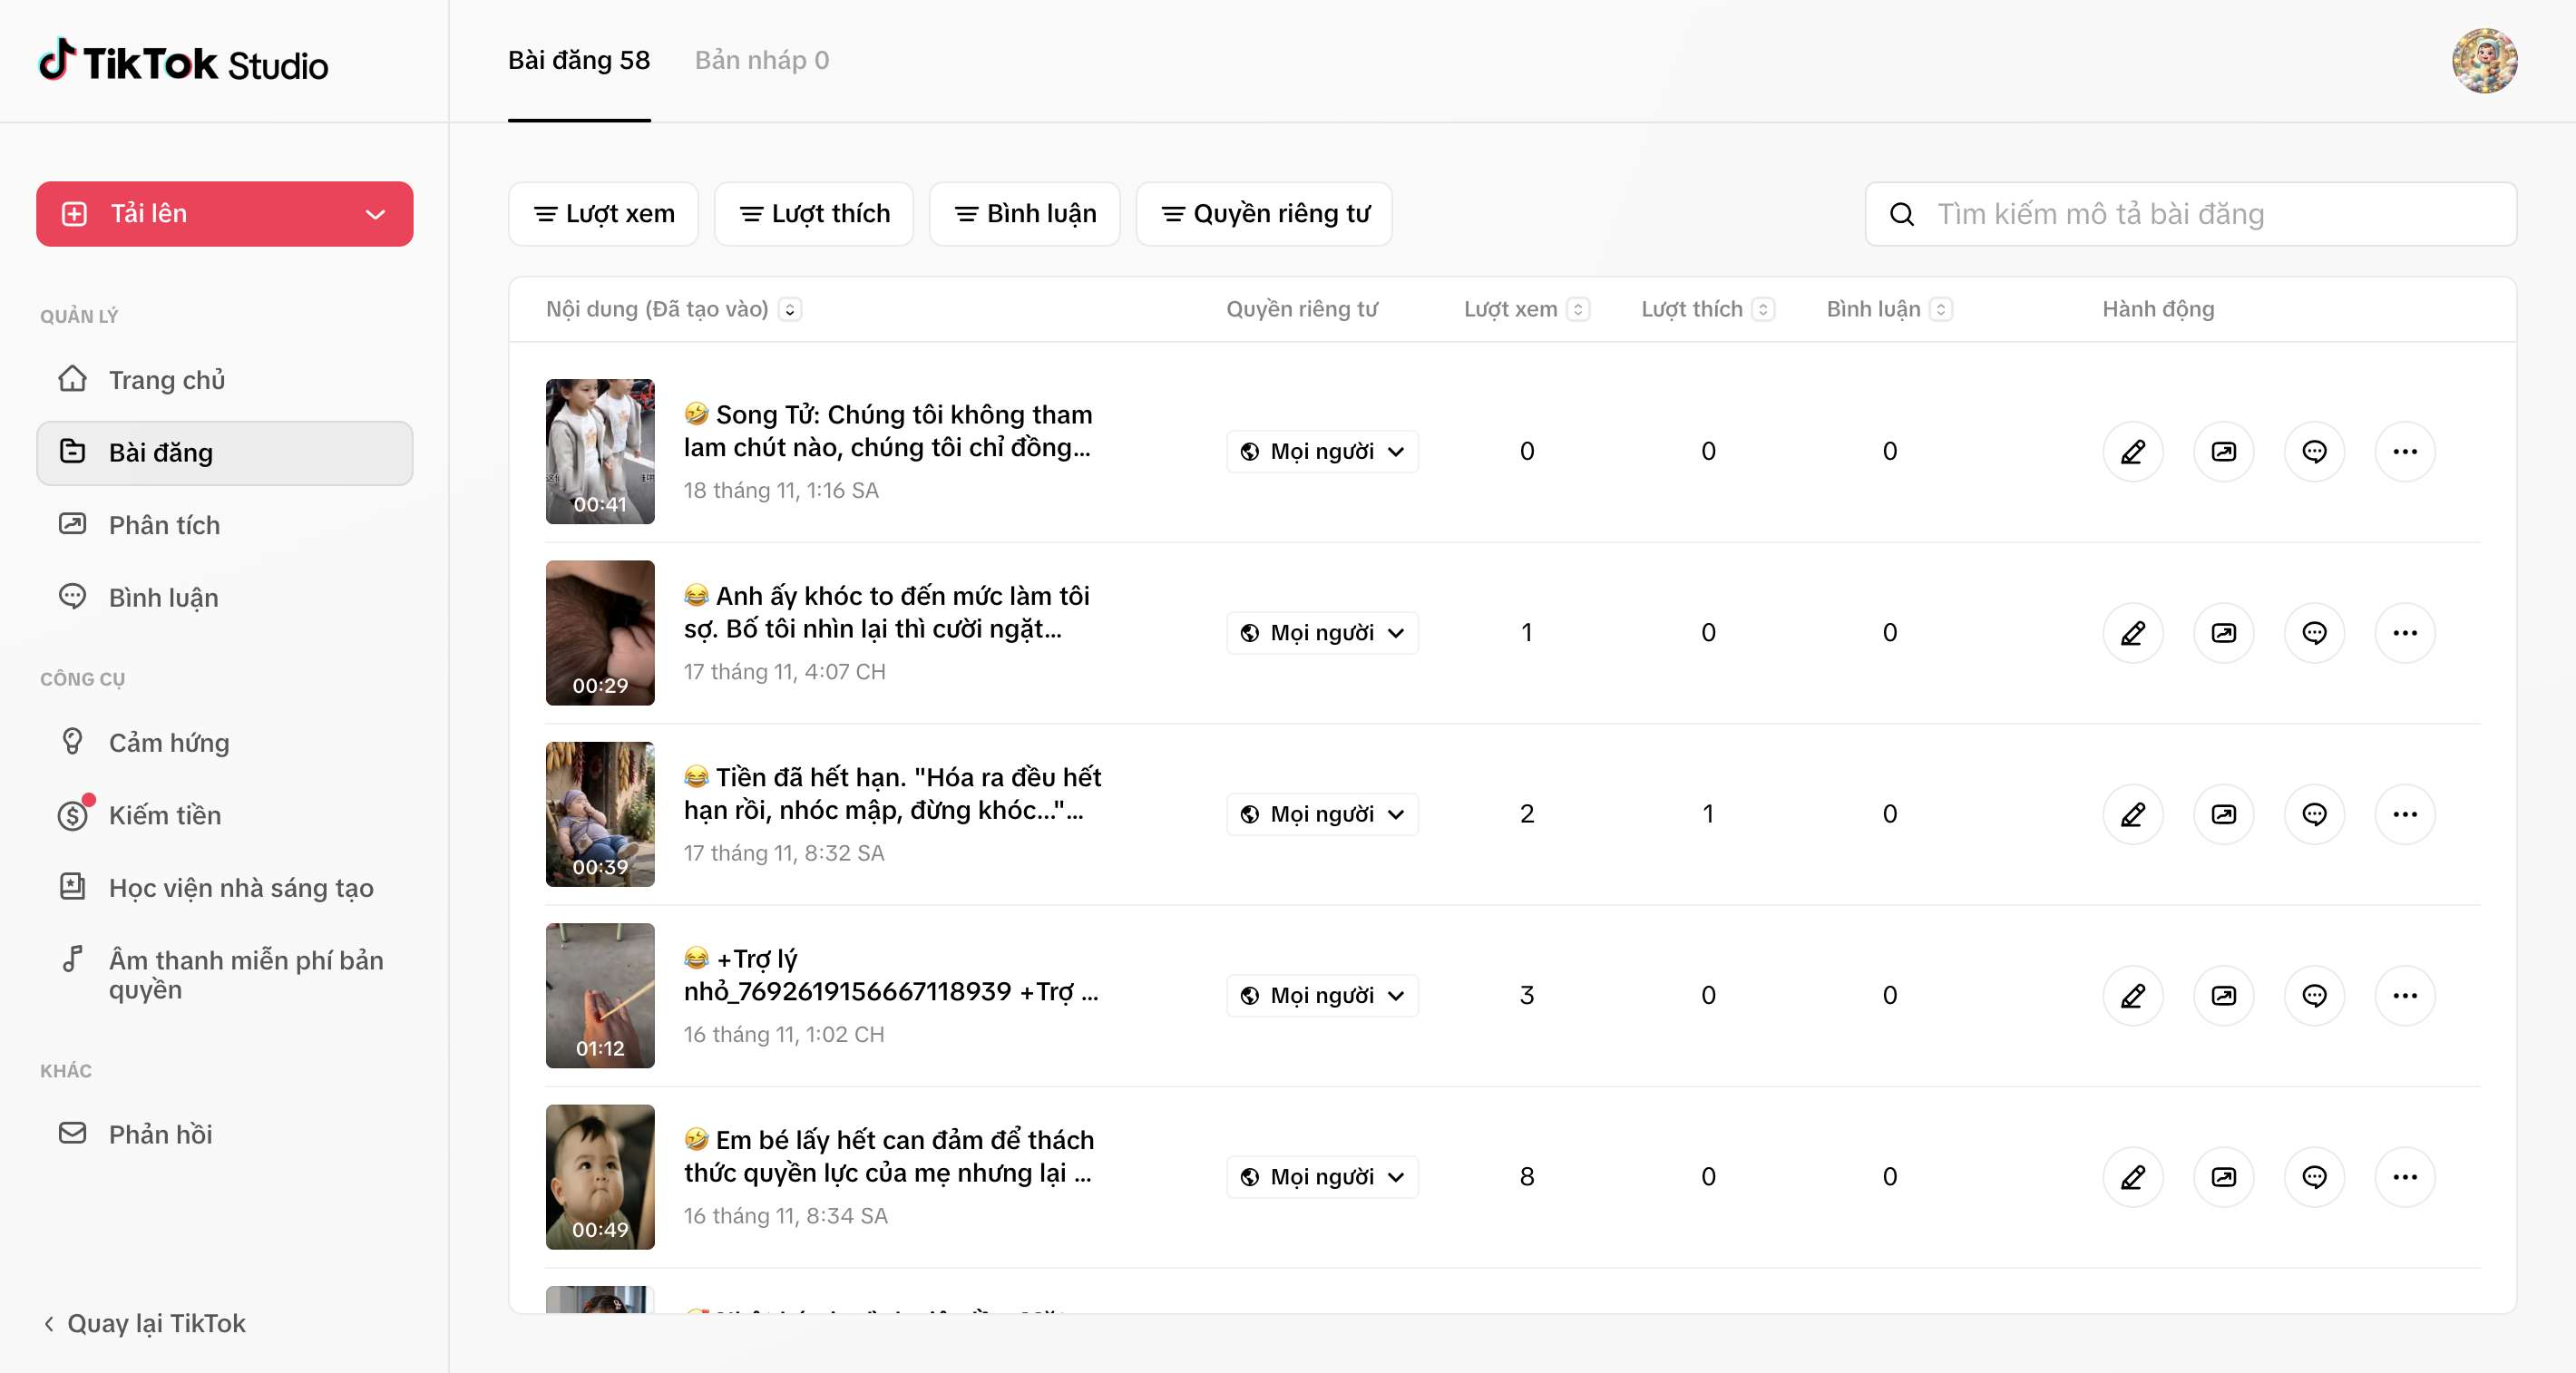 TikTok Studio
Bài đăng 58
Bản nháp 0
Tải lên
QUẢN LÝ
Trang chủ
Bài đăng
Phân tích
Bình luận
CÔNG CỤ
Cảm hứng
Kiếm tiền
Học viện nhà sáng tạo
Âm thanh miễn phí bản
quyền
KHÁC
Phản hồi
Quay lại TikTok
Lượt xem
Lượt thích
Bình luận
Quyền riêng tư
Tìm kiếm mô tả bài đăng
Nội dung (Đã tạo vào)
Quyền riêng tư
Lượt xem
Lượt thích
Bình luận
Hành động
00:41
🤣 Song Tử: Chúng tôi không tham
lam chút nào, chúng tôi chỉ đồng...
18 tháng 11, 1:16 SA
Mọi người
0
0
0
00:29
😂 Anh ấy khóc to đến mức làm tôi
sợ. Bố tôi nhìn lại thì cười ngặt...
17 tháng 11, 4:07 CH
Mọi người
1
0
0
00:39
😂 Tiền đã hết hạn. "Hóa ra đều hết
hạn rồi, nhóc mập, đừng khóc..."...
17 tháng 11, 8:32 SA
Mọi người
2
1
0
01:12
😂 +Trợ lý
nhỏ_7692619156667118939 +Trợ ...
16 tháng 11, 1:02 CH
Mọi người
3
0
0
00:49
🤣 Em bé lấy hết can đảm để thách
thức quyền lực của mẹ nhưng lại ...
16 tháng 11, 8:34 SA
Mọi người
8
0
0